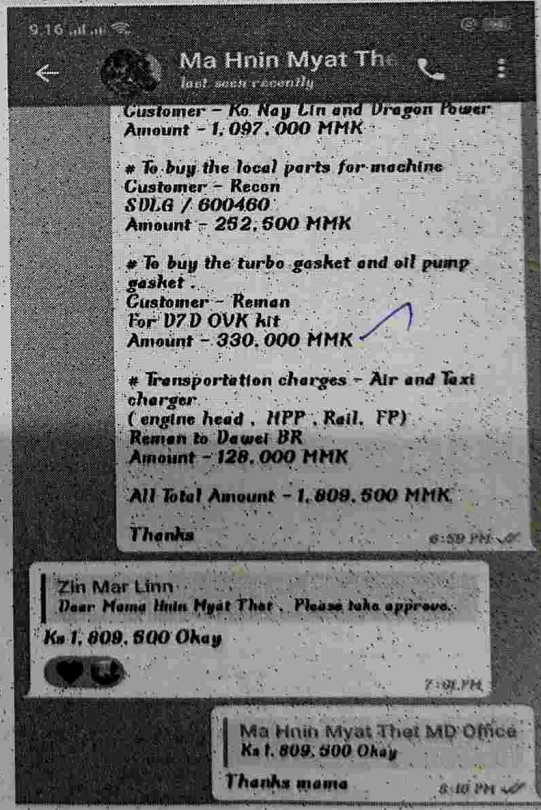 9.16
Ma Hnin Myat The
last seen recently
Customer - Ko Nay Lin and Dragon Power
Amount - 1,097,000 MMK
# To buy the local parts for machine
Customer - Recon
SDLG / 600460
Amount - 252,500 MMK
# To buy the turbo gasket and oil pump
gasket .
Customer - Reman
For D7D OVK kit
Amount - 330,000 MMK
# Transportation charges - Air and Taxi
charger
( engine head , HPP , Rail, FP)
Reman to Dawei BR
Amount - 128,000 MMK
All Total Amount - 1,809,500 MMK
Thanks
6:59 PM
Zin Mar Linn
Dear Mama Hnin Myat Thet , Please take approve.
Ks 1,809,500 Okay
7:01 PM
Ma Hnin Myat Thet MD Office
Ks 1,809,500 Okay
Thanks mama
8:10 PM